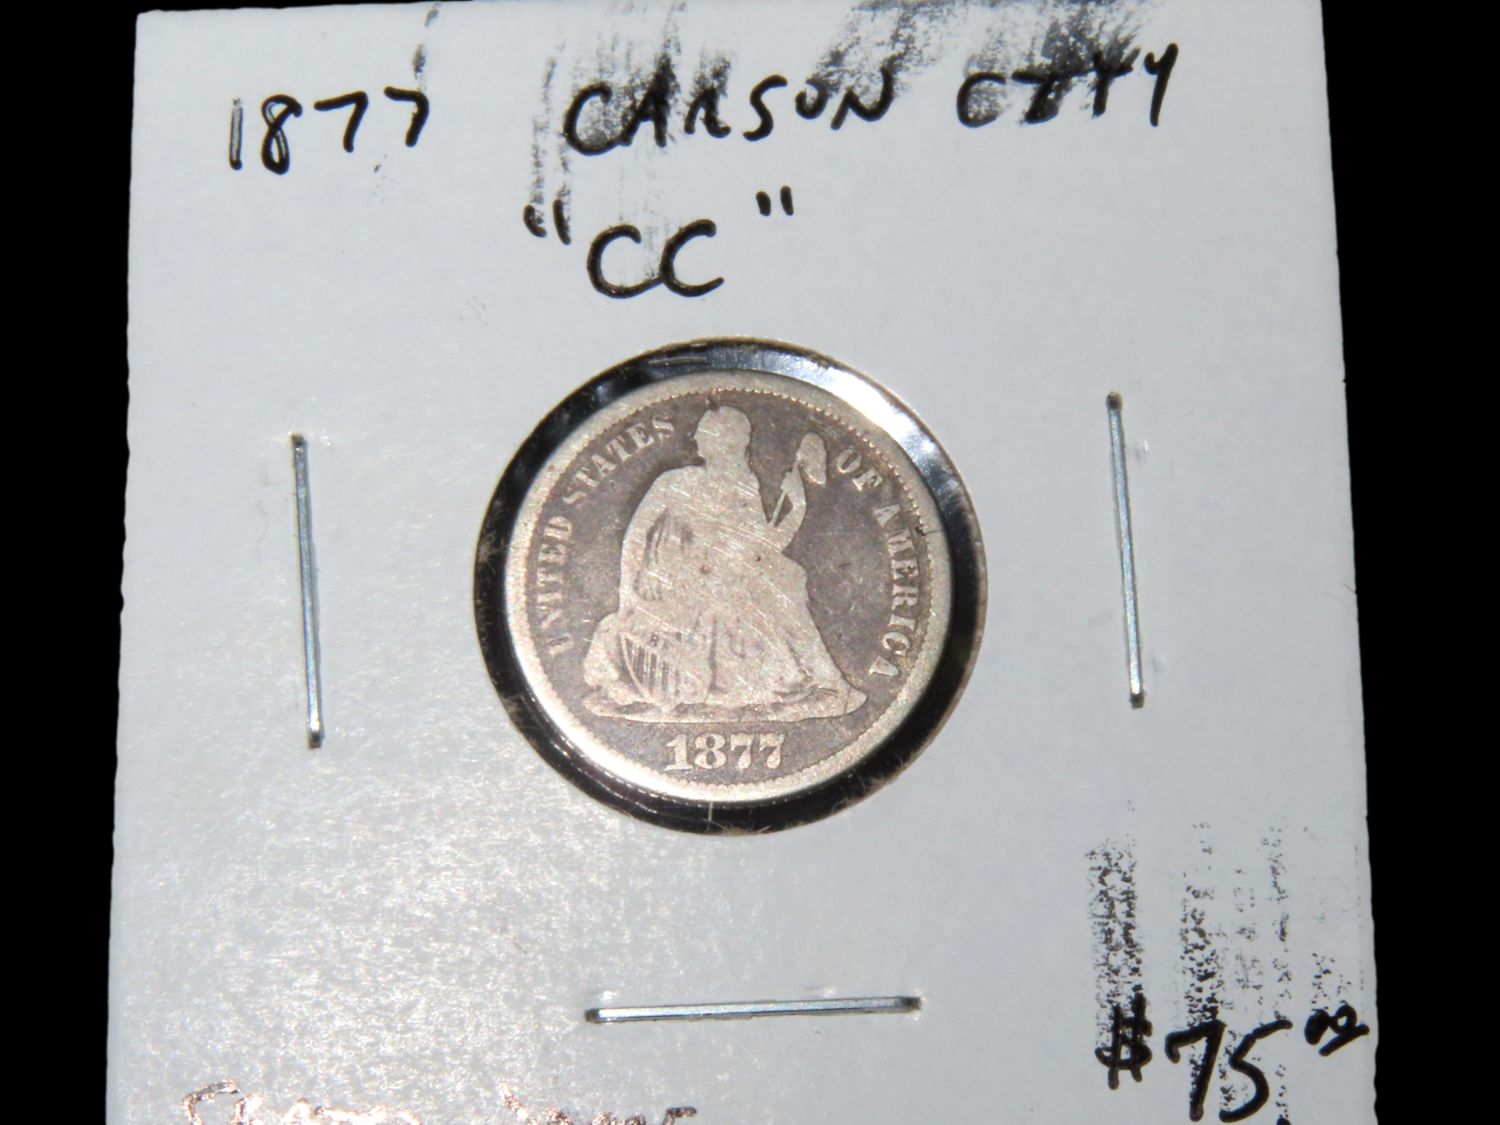 1877 CARSON CITY
"CC"
UNITED STATES OF AMERICA
1877
$75.00